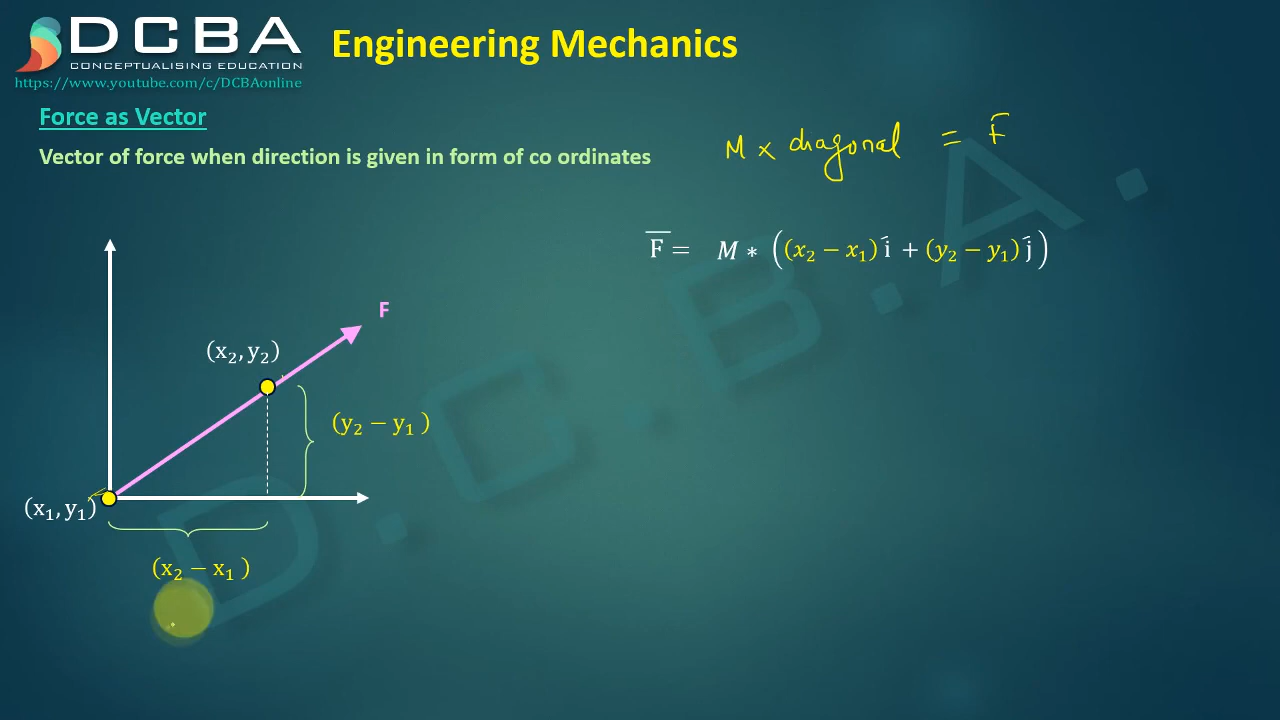 DCBA
CONCEPTUALISING EDUCATION
https://www.youtube.com/c/DCBAonline
Engineering Mechanics
Force as Vector
Vector of force when direction is given in form of co ordinates
M × diagonal = F̄
F̄ = M * ((x₂ − x₁) ī + (y₂ − y₁) j̄)
F
(x₂, y₂)
(y₂ − y₁ )
(x₁, y₁)
(x₂ − x₁ )
D.C.B.A.